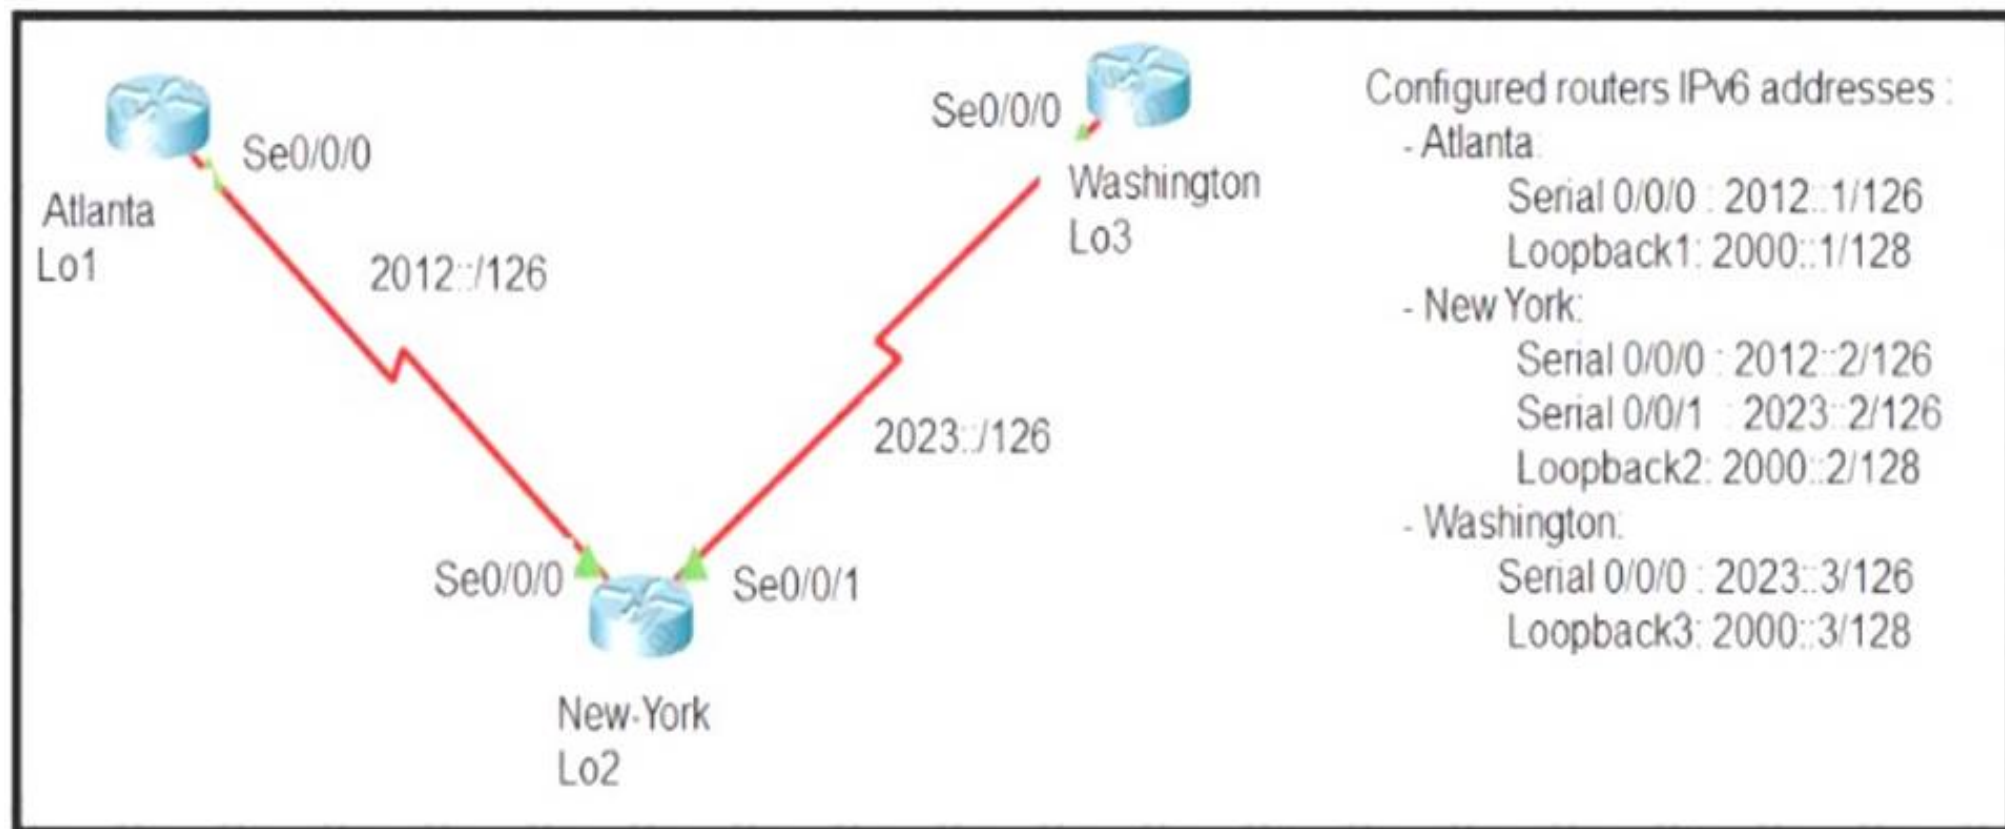 Se0/0/0
Atlanta
Lo1
2012::/126
Se0/0/0
Washington
Lo3
2023::/126
Se0/0/0
Se0/0/1
New-York
Lo2
Configured routers IPv6 addresses :
- Atlanta:
Serial 0/0/0 : 2012::1/126
Loopback1: 2000::1/128
- New York:
Serial 0/0/0 : 2012::2/126
Serial 0/0/1 : 2023::2/126
Loopback2: 2000::2/128
- Washington:
Serial 0/0/0 : 2023::3/126
Loopback3: 2000::3/128